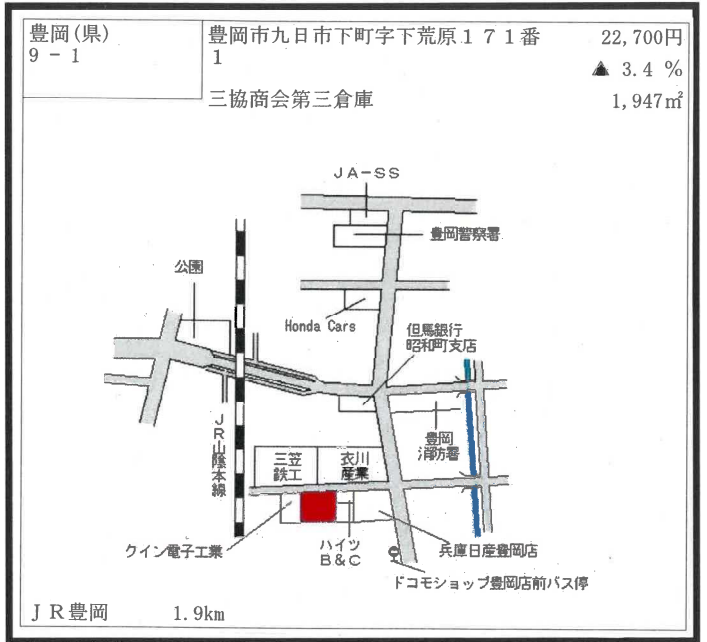 豊岡(県)
9 - 1
豊岡市九日市下町字下荒原１７１番
1
22,700円
▲ 3.4 %
三協商会第三倉庫
1,947㎡
JA-SS
豊岡警察署
公園
Honda Cars
但馬銀行
昭和町支店
JR山陰本線
豊岡
消防署
三笠
鉄工
衣川
産業
クイン電子工業
ハイツ
B&C
兵庫日産豊岡店
ドコモショップ豊岡店前バス停
ＪＲ豊岡 1.9km